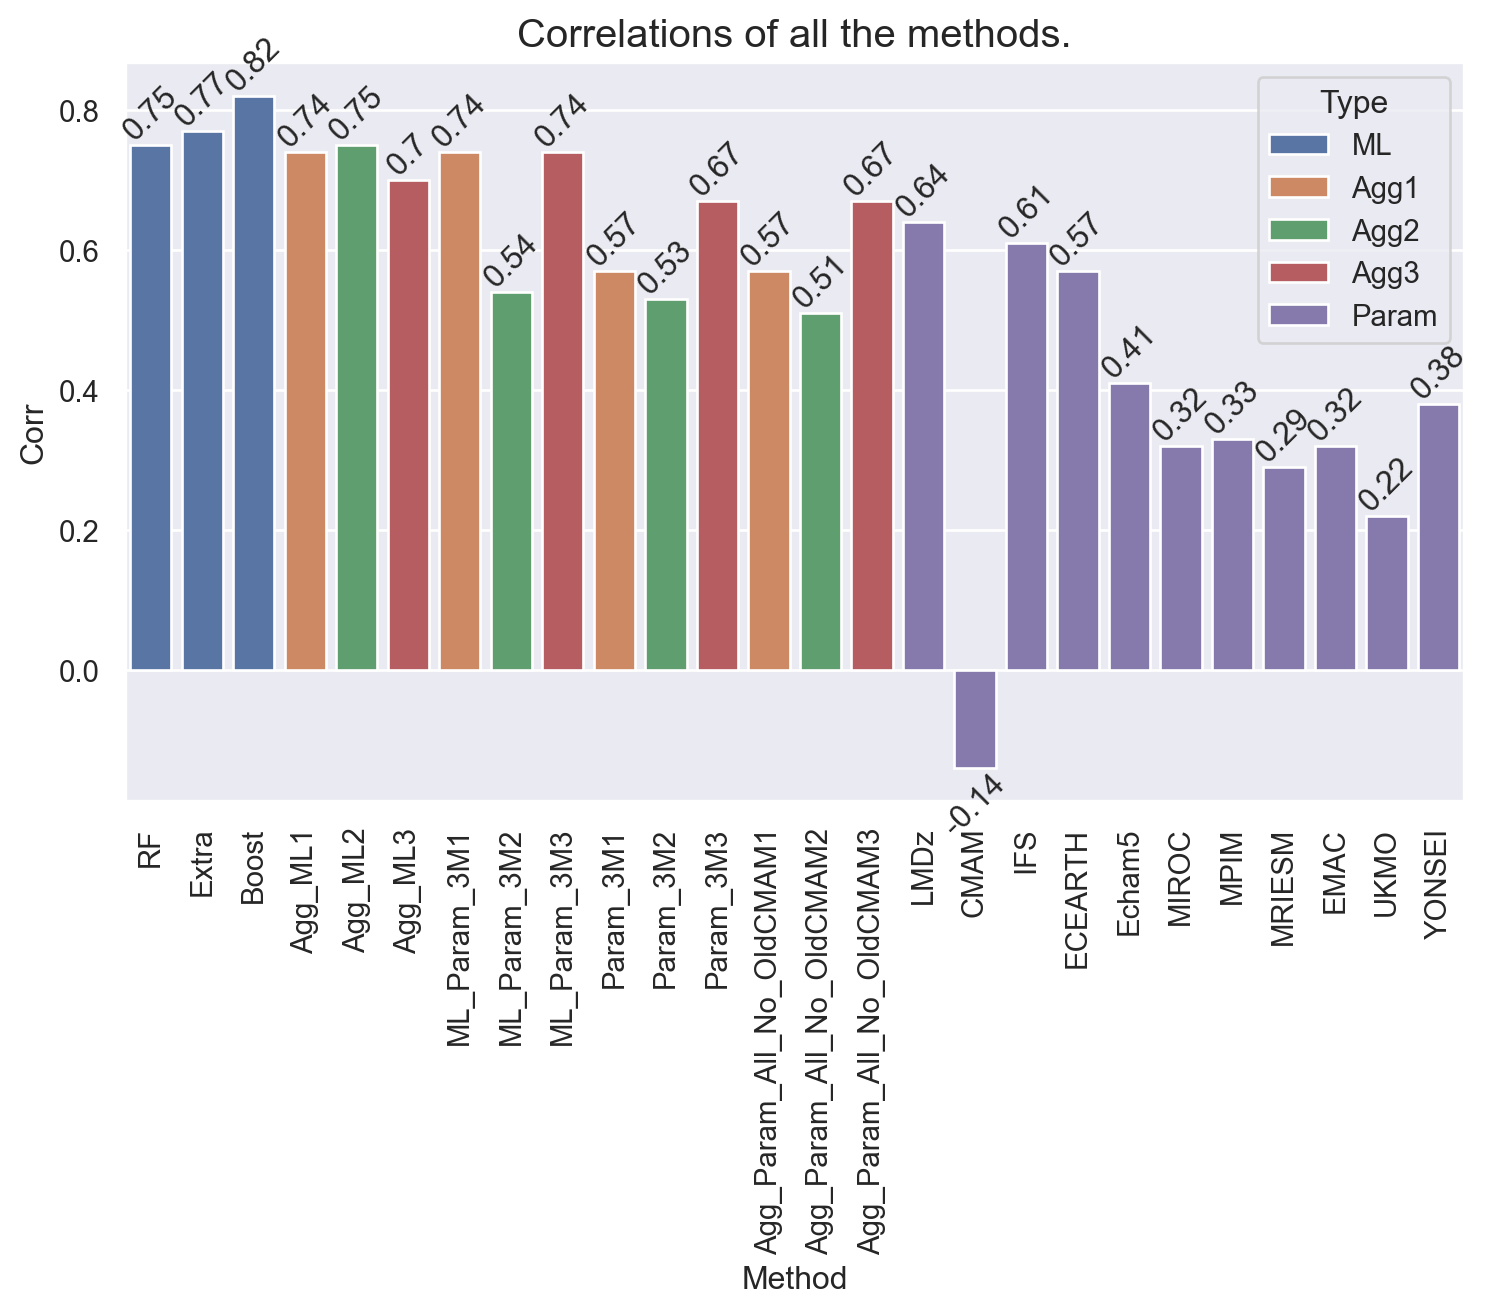 Correlations of all the methods.
Corr
0.8
0.6
0.4
0.2
0.0
0.75
0.77
0.82
0.74
0.75
0.7
0.74
0.54
0.74
0.57
0.53
0.67
0.57
0.51
0.67
0.64
-0.14
0.61
0.57
0.41
0.32
0.33
0.29
0.32
0.22
0.38
Type
ML
Agg1
Agg2
Agg3
Param
RF
Extra
Boost
Agg_ML1
Agg_ML2
Agg_ML3
ML_Param_3M1
ML_Param_3M2
ML_Param_3M3
Param_3M1
Param_3M2
Param_3M3
Agg_Param_All_No_OldCMAM1
Agg_Param_All_No_OldCMAM2
Agg_Param_All_No_OldCMAM3
LMDz
CMAM
IFS
ECEARTH
Echam5
MIROC
MPIM
MRIESM
EMAC
UKMO
YONSEI
Method